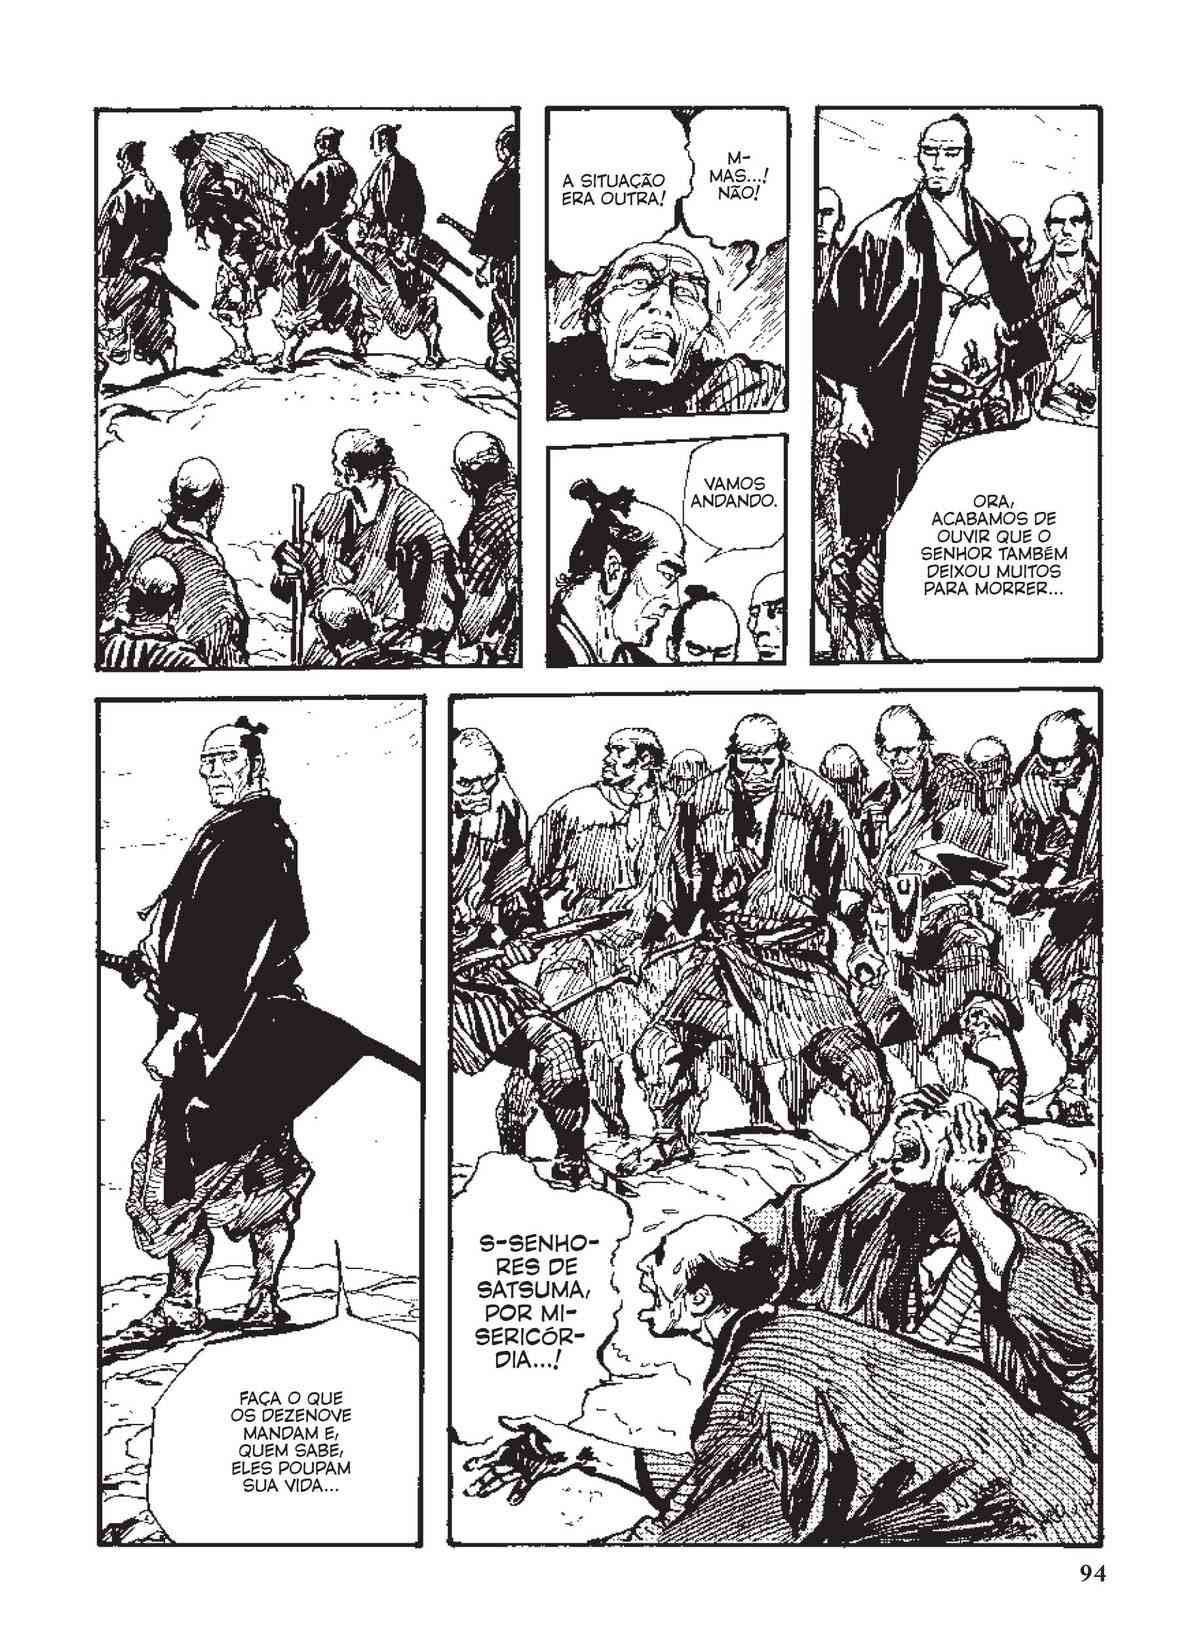 ORA,
ACABAMOS DE
OUVIR QUE O
SENHOR TAMBÉM
DEIXOU MUITOS
PARA MORRER...
M-
MAS...!
NÃO!
A SITUAÇÃO
ERA OUTRA!
VAMOS
ANDANDO.
S-SENHO-
RES DE
SATSUMA,
POR MI-
SERICÓR-
DIA...!
FAÇA O QUE
OS DEZENOVE
MANDAM E,
QUEM SABE,
ELES POUPAM
SUA VIDA...
94